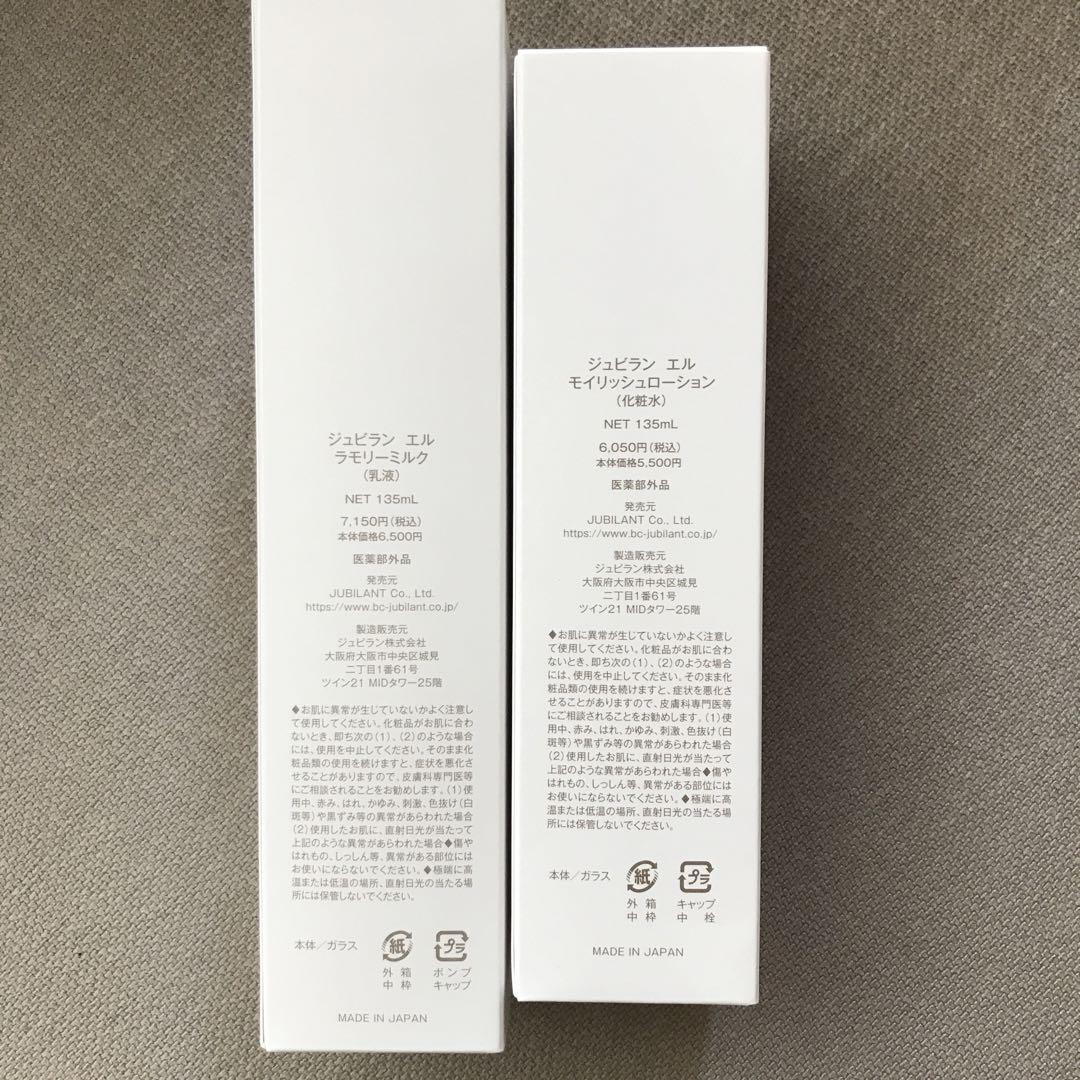 ジュビラン エル
ラモリーミルク
(乳液)
NET 135mL
7,150円(税込)
本体価格6,500円
医薬部外品
発売元
JUBILANT Co., Ltd.
https://www.bc-jubilant.co.jp/
製造販売元
ジュビラン株式会社
大阪府大阪市中央区城見
二丁目1番61号
ツイン21 MIDタワー25階
◆お肌に異常が生じていないかよく注意し
て使用してください。化粧品がお肌に合わ
ないとき、即ち次の(1)、(2)のような場合
には、使用を中止してください。そのまま化
粧品類の使用を続けますと、症状を悪化さ
せることがありますので、皮膚科専門医等
にご相談されることをお勧めします。(1)使
用中、赤み、はれ、かゆみ、刺激、色抜け(白
斑等)や黒ずみ等の異常があらわれた場合
(2)使用したお肌に、直射日光が当たって
上記のような異常があらわれた場合◆傷や
はれもの、しっしん等、異常がある部位には
お使いにならないでください。◆極端に高
温または低温の場所、直射日光の当たる場
所には保管しないでください。
本体/ガラス 紙 プラ
外箱 ポンプ
中枠 キャップ
MADE IN JAPAN
ジュビラン エル
モイリッシュローション
(化粧水)
NET 135mL
6,050円(税込)
本体価格5,500円
医薬部外品
発売元
JUBILANT Co., Ltd.
https://www.bc-jubilant.co.jp/
製造販売元
ジュビラン株式会社
大阪府大阪市中央区城見
二丁目1番61号
ツイン21 MIDタワー25階
◆お肌に異常が生じていないかよく注意し
て使用してください。化粧品がお肌に合わ
ないとき、即ち次の(1)、(2)のような場合
には、使用を中止してください。そのまま化
粧品類の使用を続けますと、症状を悪化さ
せることがありますので、皮膚科専門医等
にご相談されることをお勧めします。(1)使
用中、赤み、はれ、かゆみ、刺激、色抜け(白
斑等)や黒ずみ等の異常があらわれた場合
(2)使用したお肌に、直射日光が当たって
上記のような異常があらわれた場合◆傷や
はれもの、しっしん等、異常がある部位には
お使いにならないでください。◆極端に高
温または低温の場所、直射日光の当たる場
所には保管しないでください。
本体/ガラス 紙 プラ
外箱 キャップ
中枠 中栓
MADE IN JAPAN